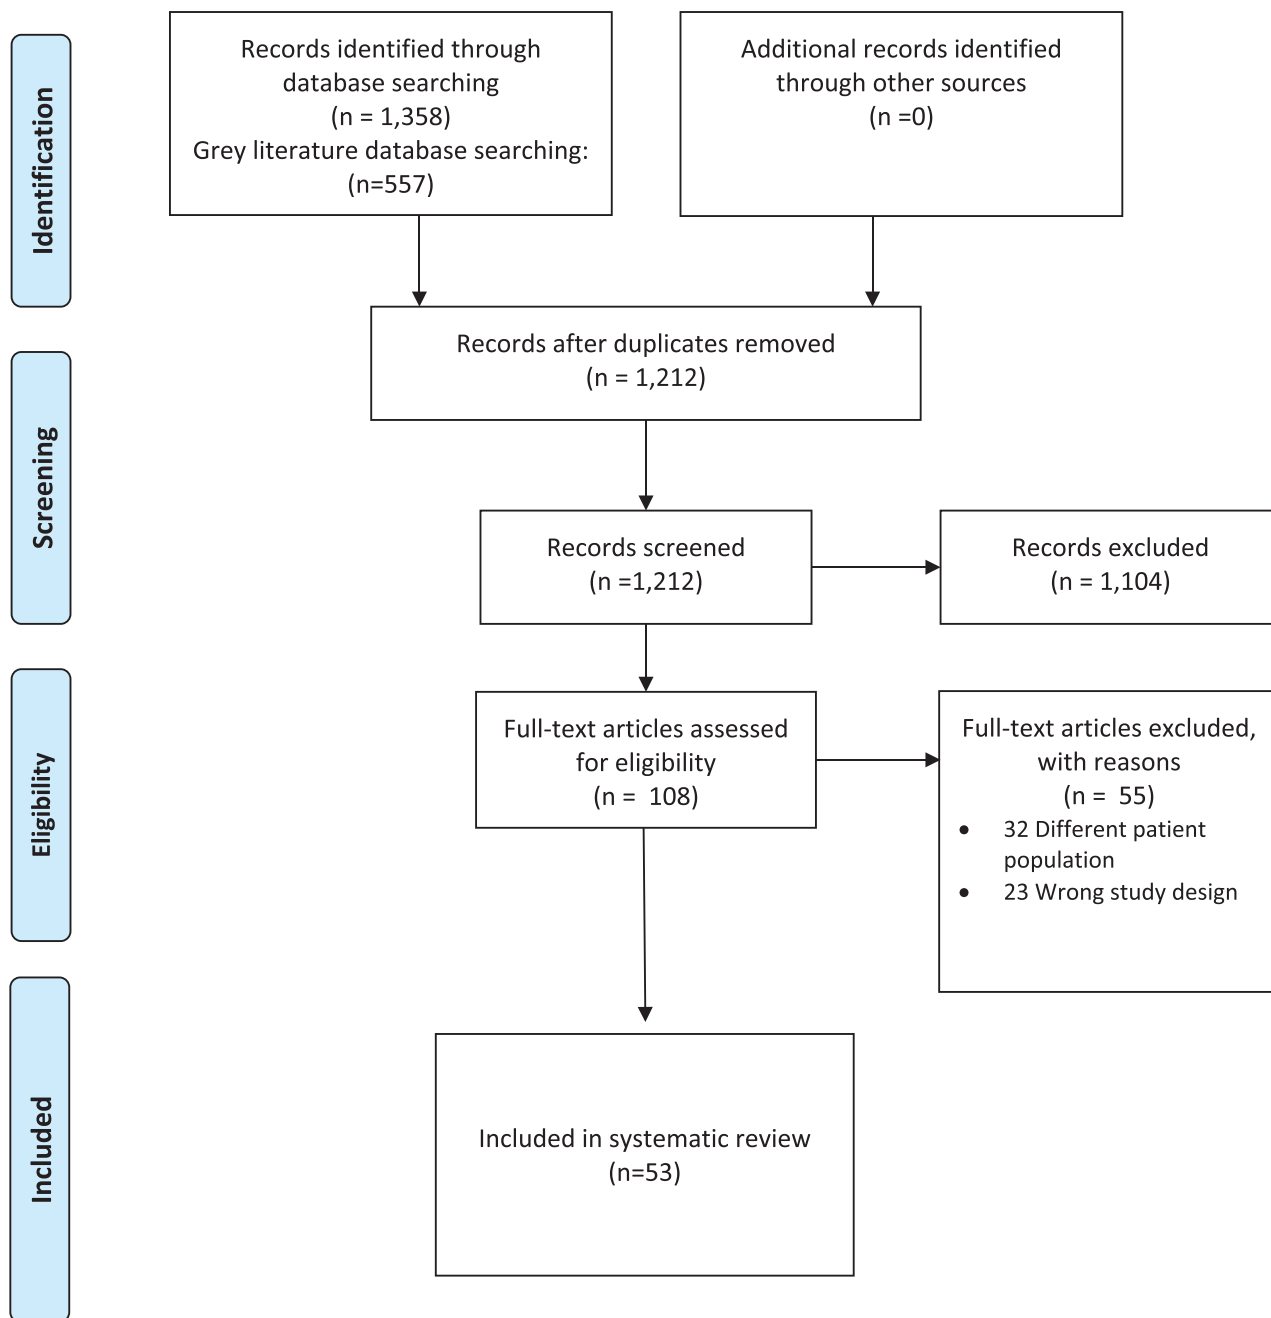 Identification
Records identified through
database searching
(n = 1,358)
Grey literature database searching:
(n=557)
Additional records identified
through other sources
(n =0)
Records after duplicates removed
(n = 1,212)
Screening
Records screened
(n =1,212)
Records excluded
(n = 1,104)
Eligibility
Full-text articles assessed
for eligibility
(n = 108)
Full-text articles excluded,
with reasons
(n = 55)
• 32 Different patient
population
• 23 Wrong study design
Included
Included in systematic review
(n=53)